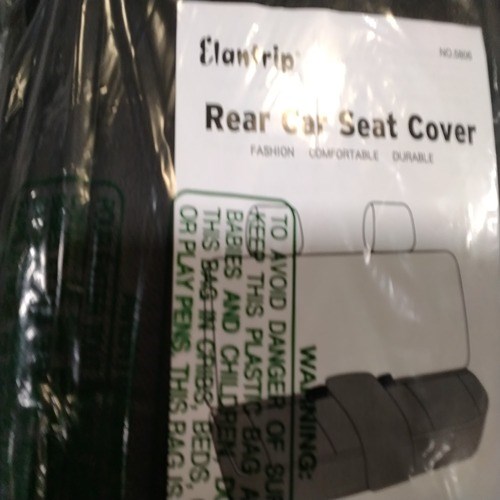 Elantrip
NO.5806
Rear Car Seat Cover
FASHION COMFORTABLE DURABLE
WARNING:
TO AVOID DANGER OF
KEEP THIS PLASTIC BAG
BABIES AND CHILDREN
THIS BAG IN CRIBS, BEDS,
OR PLAY PENS. THIS BAG IS